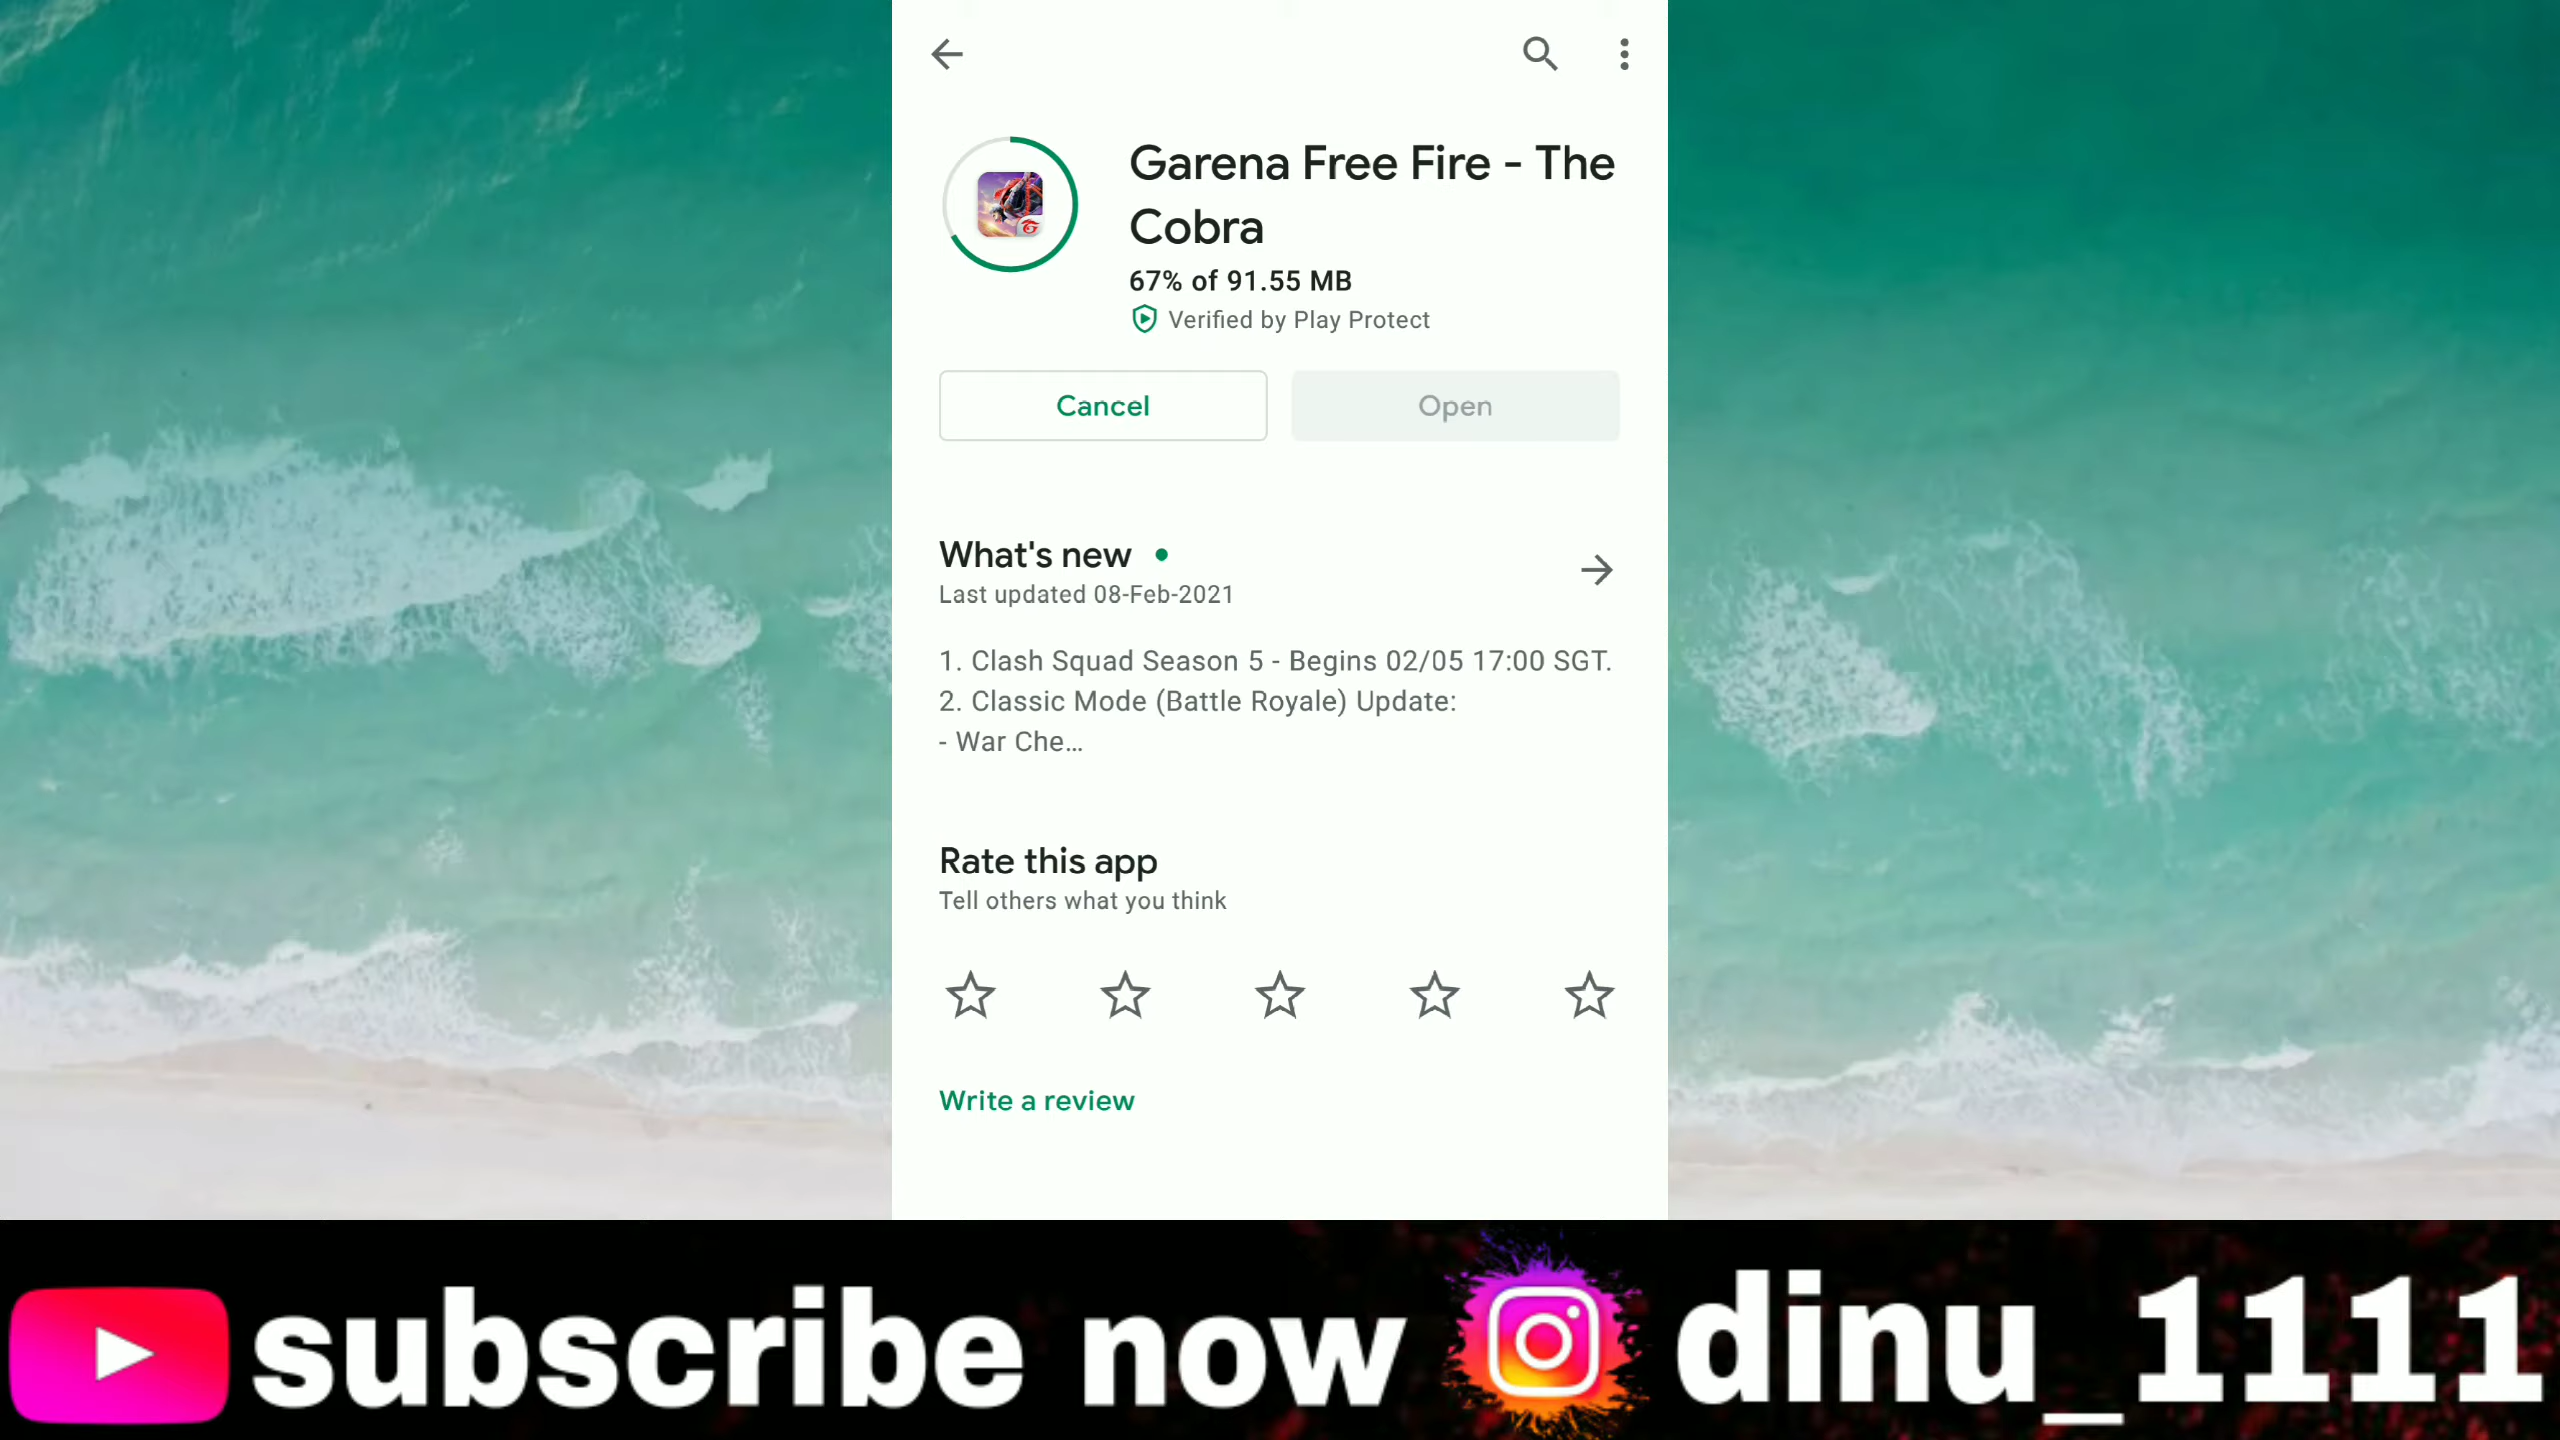 Garena Free Fire - The
Cobra
67% of 91.55 MB
Verified by Play Protect
Cancel
Open
What's new
Last updated 08-Feb-2021
1. Clash Squad Season 5 - Begins 02/05 17:00 SGT.
2. Classic Mode (Battle Royale) Update:
- War Che…
Rate this app
Tell others what you think
Write a review
subscribe now
dinu_1111